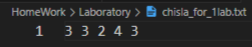 HomeWork > Laboratory > chisla_for_1lab.txt
1 3 3 2 4 3